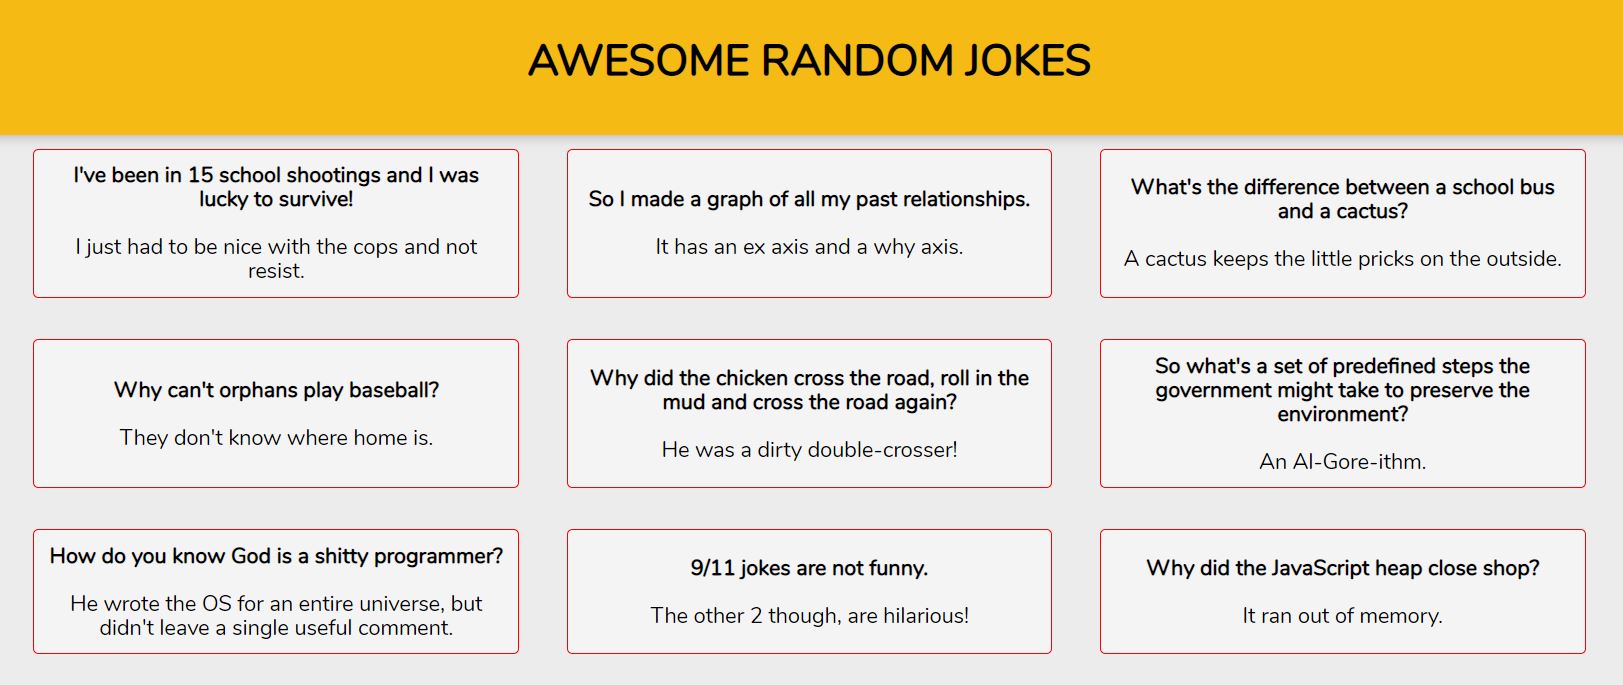 AWESOME RANDOM JOKES
I've been in 15 school shootings and I was
lucky to survive!
I just had to be nice with the cops and not
resist.
So I made a graph of all my past relationships.
It has an ex axis and a why axis.
What's the difference between a school bus
and a cactus?
A cactus keeps the little pricks on the outside.
Why can't orphans play baseball?
They don't know where home is.
Why did the chicken cross the road, roll in the
mud and cross the road again?
He was a dirty double-crosser!
So what's a set of predefined steps the
government might take to preserve the
environment?
An Al-Gore-ithm.
How do you know God is a shitty programmer?
He wrote the OS for an entire universe, but
didn't leave a single useful comment.
9/11 jokes are not funny.
The other 2 though, are hilarious!
Why did the JavaScript heap close shop?
It ran out of memory.